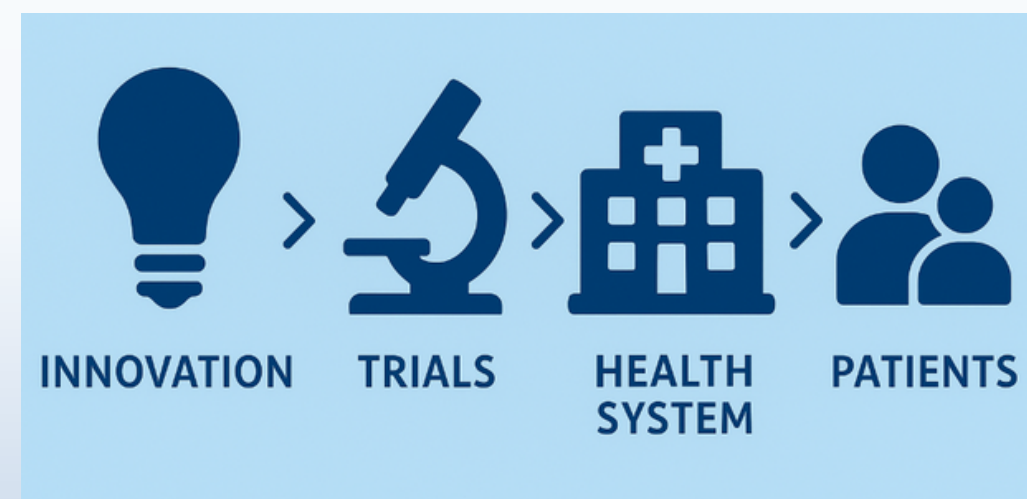 INNOVATION
TRIALS
HEALTH
SYSTEM
PATIENTS